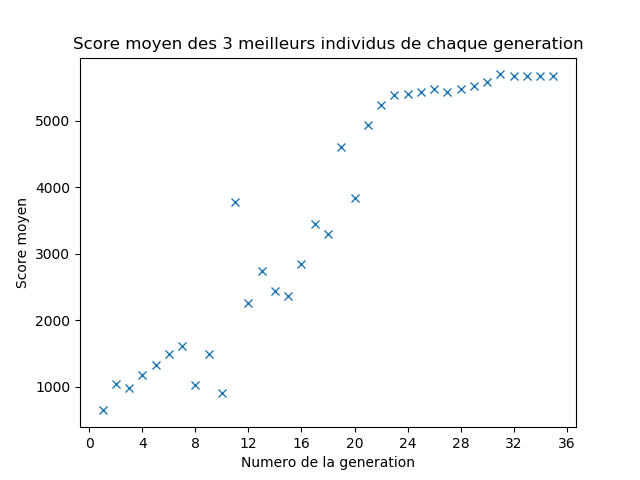 Score moyen des 3 meilleurs individus de chaque generation
5000
4000
3000
2000
1000
Score moyen
0 4 8 12 16 20 24 28 32 36
Numero de la generation